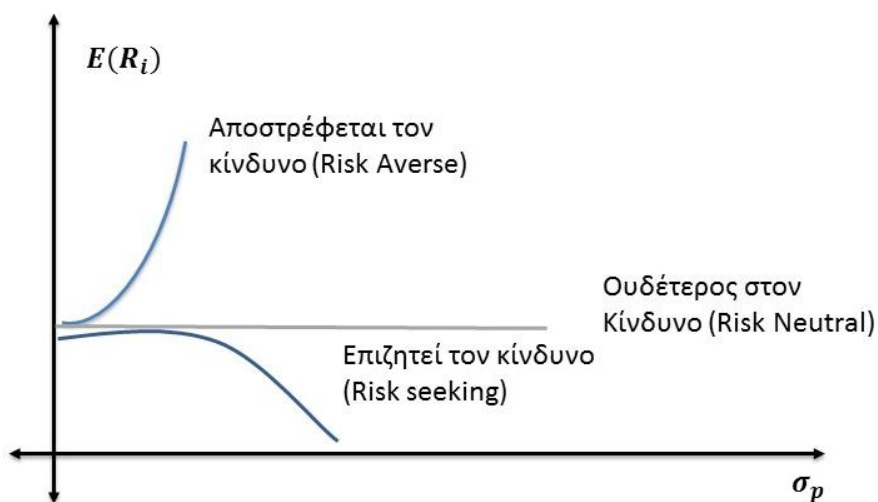 E(R_i)
Αποστρέφεται τον
κίνδυνο (Risk Averse)
Ουδέτερος στον
Κίνδυνο (Risk Neutral)
Επιζητεί τον κίνδυνο
(Risk seeking)
σ_p